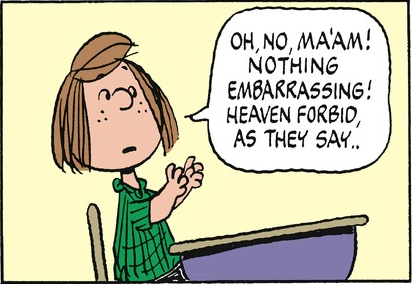 OH, NO, MA'AM!
NOTHING
EMBARRASSING!
HEAVEN FORBID,
AS THEY SAY..